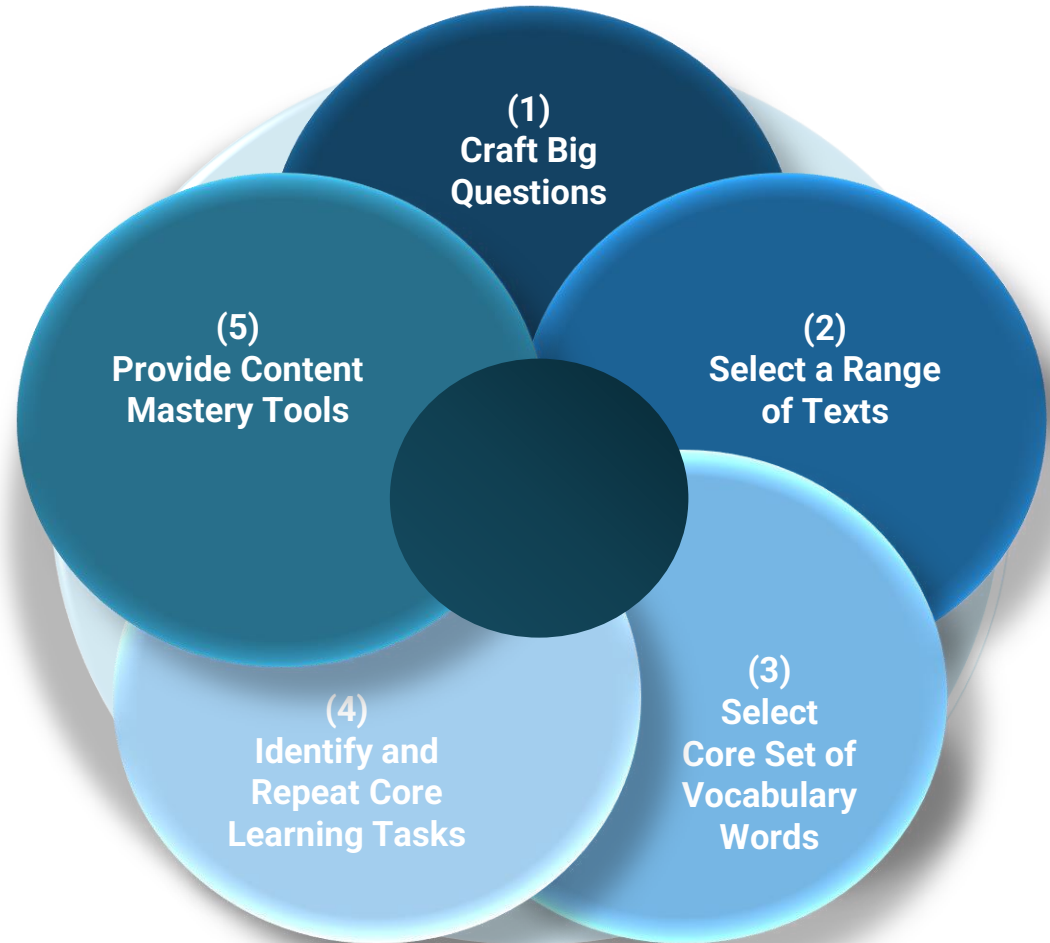 (1)
Craft Big
Questions
(2)
Select a Range
of Texts
(3)
Select
Core Set of
Vocabulary
Words
(4)
Identify and
Repeat Core
Learning Tasks
(5)
Provide Content
Mastery Tools